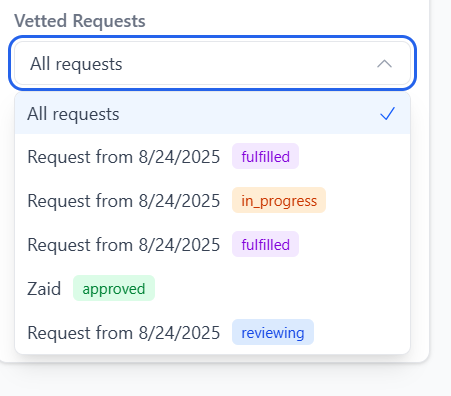 Vetted Requests
All requests
All requests
Request from 8/24/2025 fulfilled
Request from 8/24/2025 in_progress
Request from 8/24/2025 fulfilled
Zaid approved
Request from 8/24/2025 reviewing